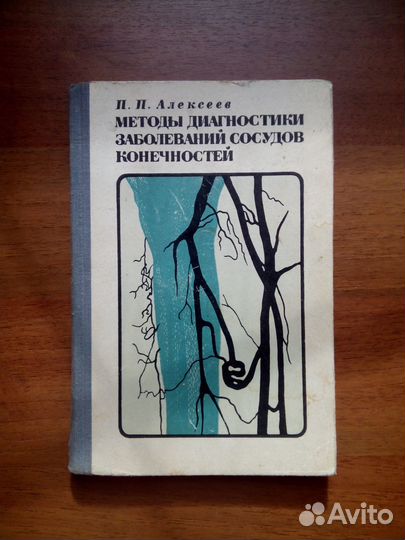 П. П. Алексеев
МЕТОДЫ ДИАГНОСТИКИ
ЗАБОЛЕВАНИЙ СОСУДОВ
КОНЕЧНОСТЕЙ
Avito